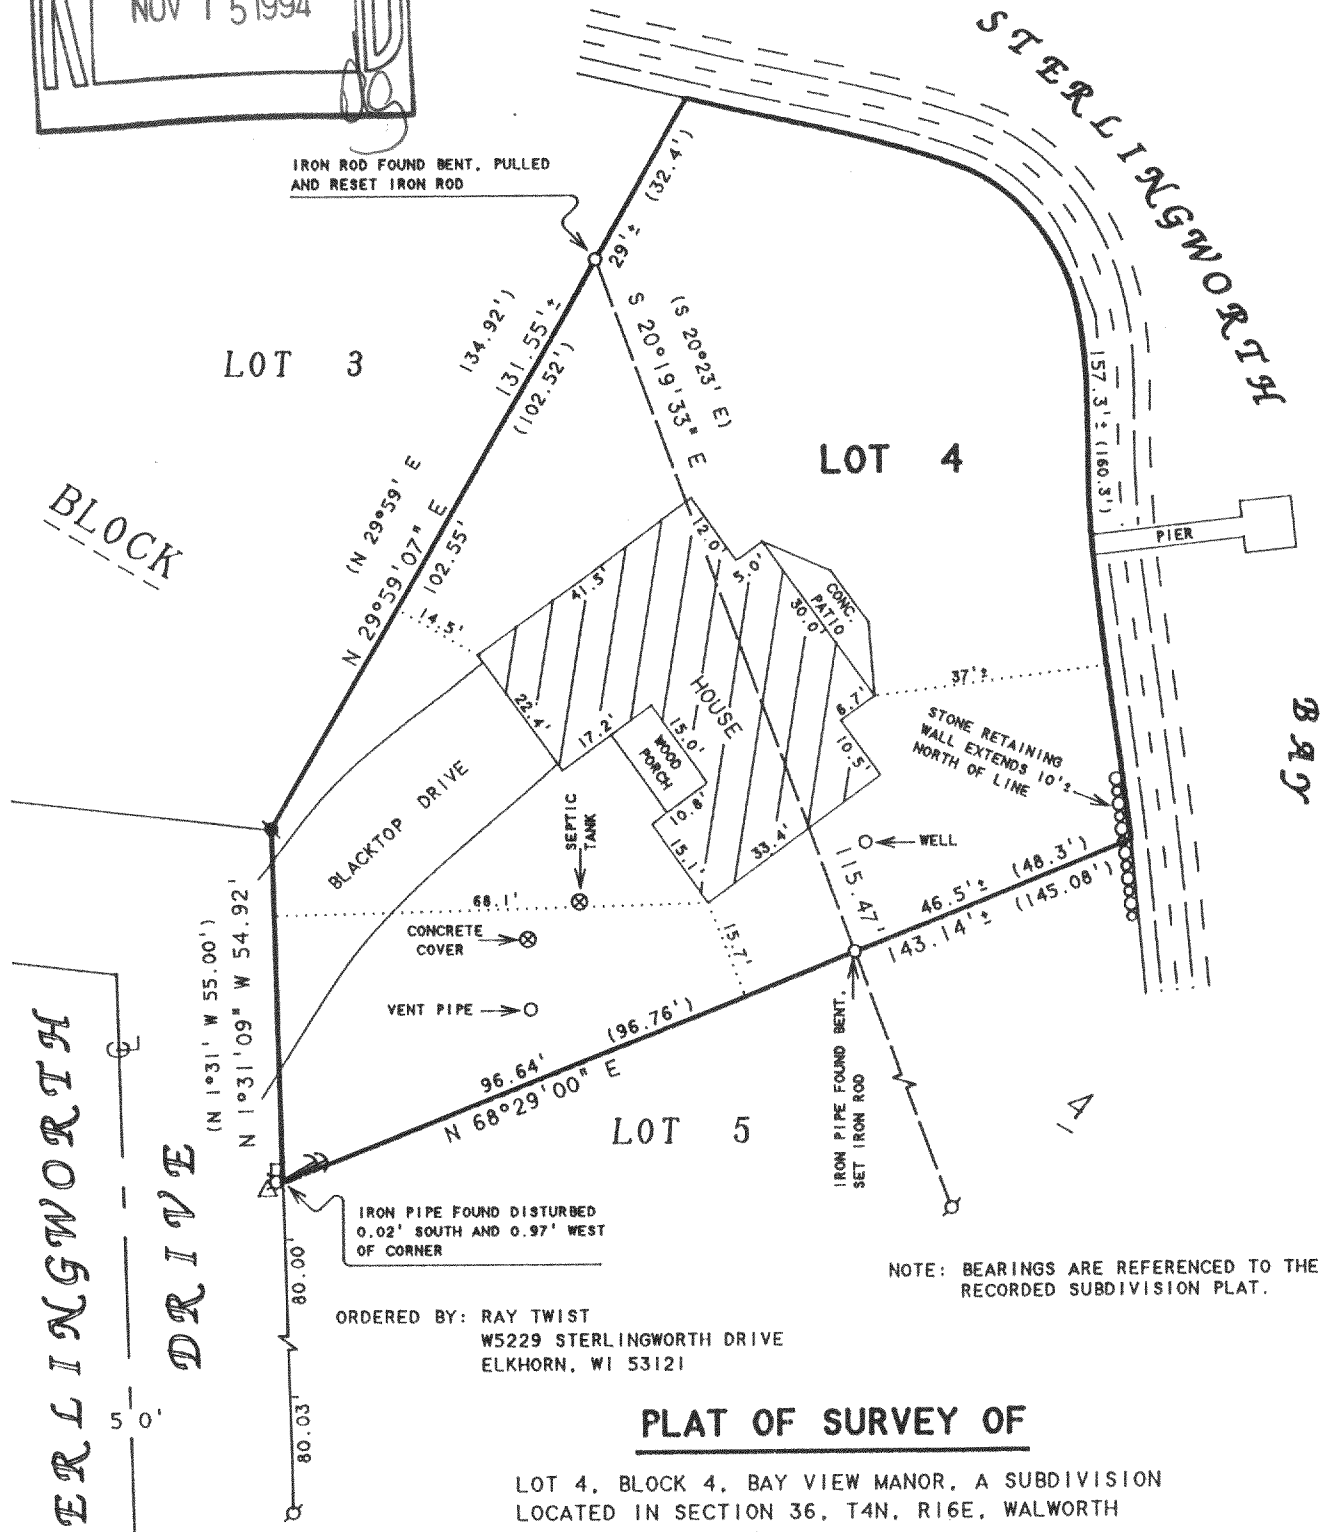 NOV 15 1994
STERLINGWORTH
BAY
IRON ROD FOUND BENT, PULLED
AND RESET IRON ROD
(32.4')
29'±
134.92')
131.55'±
(102.52')
(S 20°23' E)
S 20°19'33" E
LOT 3
LOT 4
157.3'± (160.3')
PIER
BLOCK
(N 29°59' E
N 29°59'07" E
102.55'
14.5'
41.5'
12.0'
5.0'
CONC.
PATIO
30.0'
HOUSE
37'±
6.7'
10.5'
22.4'
17.2'
15.0'
WOOD
PORCH
10.8'
15.1'
33.4'
STONE RETAINING
WALL EXTENDS 10'±
NORTH OF LINE
BLACKTOP DRIVE
SEPTIC
TANK
WELL
115.47'
46.5'± (48.3')
143.14'± (145.08')
68.1'
CONCRETE
COVER
15.7'
VENT PIPE
(N 1°31' W 55.00')
N 1°31'09" W 54.92'
96.64' (96.76')
N 68°29'00" E
IRON PIPE FOUND BENT,
SET IRON ROD
LOT 5
4
ERLINGWORTH
DRIVE
IRON PIPE FOUND DISTURBED
0.02' SOUTH AND 0.97' WEST
OF CORNER
80.00'
80.03'
50'
NOTE: BEARINGS ARE REFERENCED TO THE
RECORDED SUBDIVISION PLAT.
ORDERED BY: RAY TWIST
W5229 STERLINGWORTH DRIVE
ELKHORN, WI 53121
PLAT OF SURVEY OF
LOT 4, BLOCK 4, BAY VIEW MANOR, A SUBDIVISION
LOCATED IN SECTION 36, T4N, R16E, WALWORTH